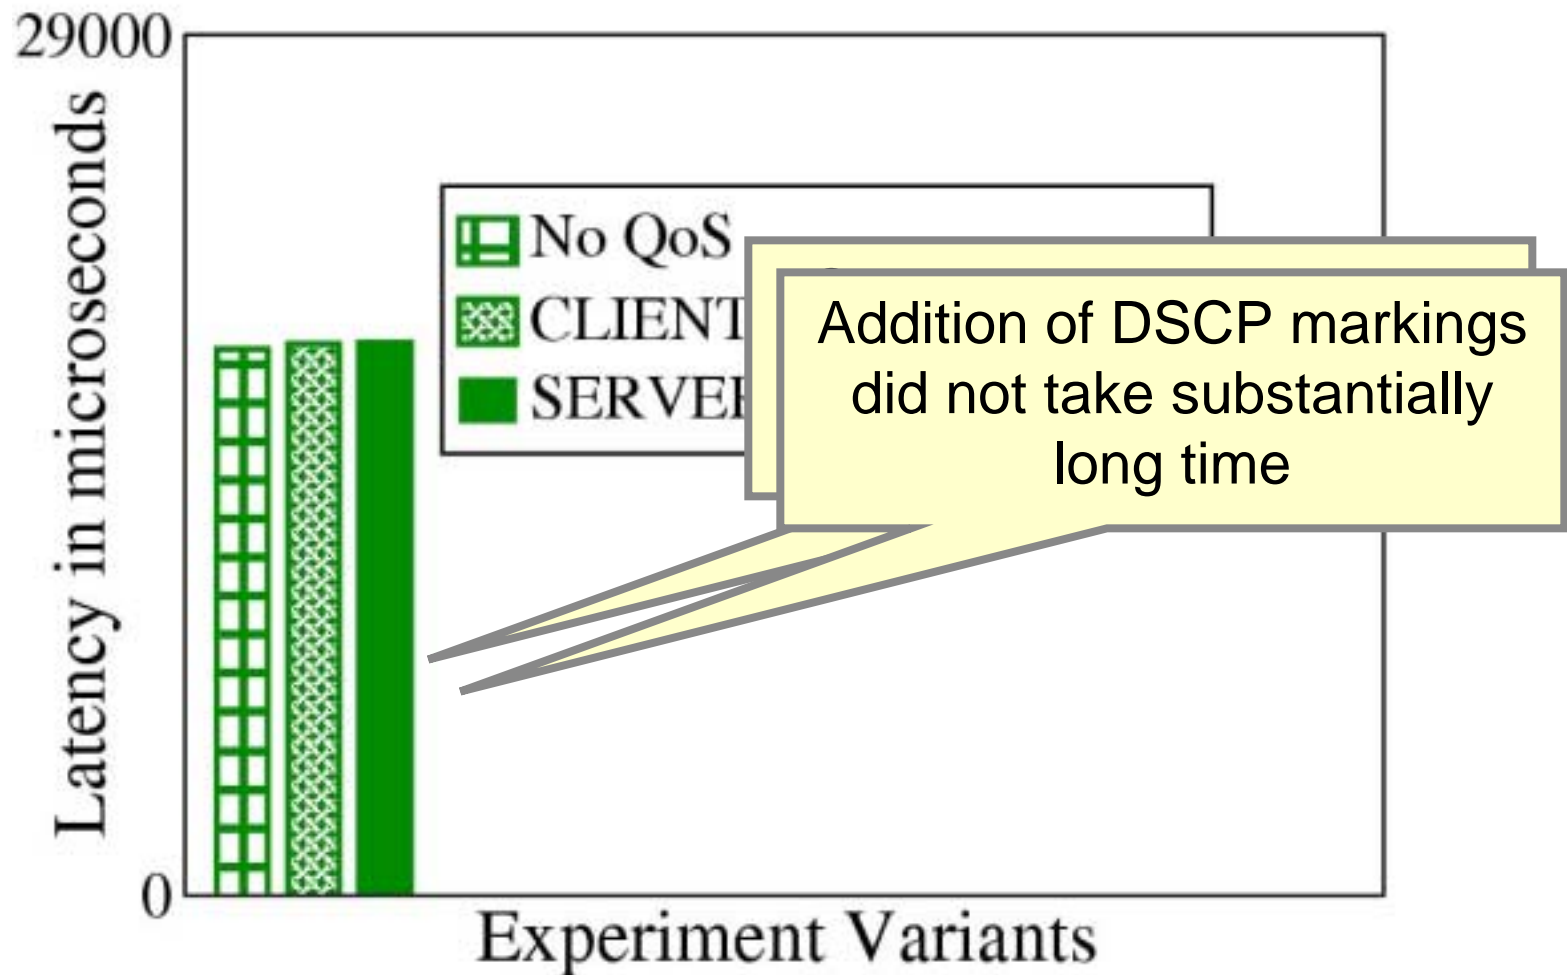 29000
Latency in microseconds
No QoS
CLIENT
SERVER
Addition of DSCP markings
did not take substantially
long time
0
Experiment Variants